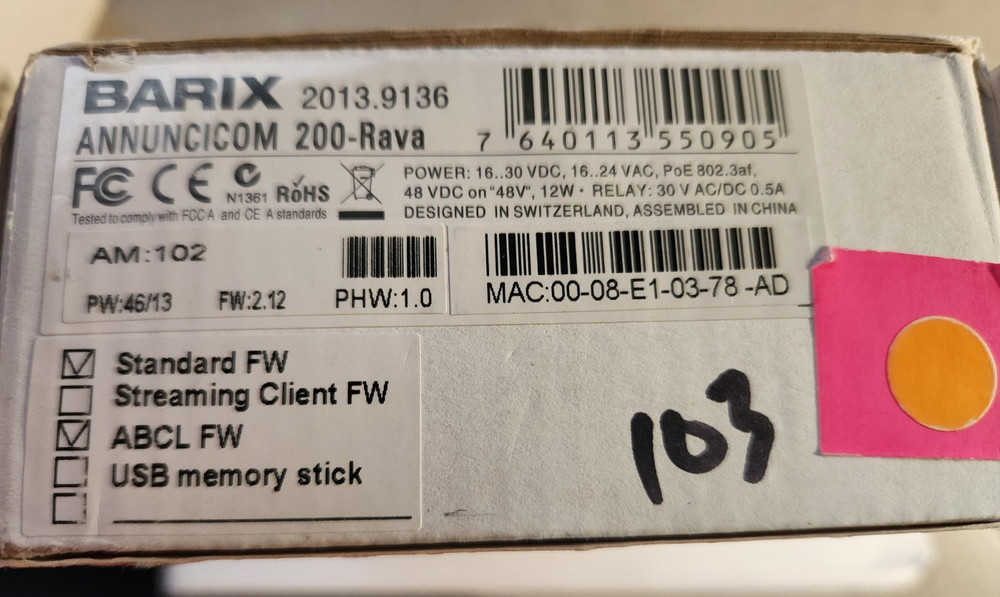 BARIX 2013.9136
ANNUNCICOM 200-Rava
7 640113 550905
FC CE N1361 RoHS
Tested to comply with FCC A and CE A standards
POWER: 16..30 VDC, 16..24 VAC, PoE 802.3af,
48 VDC on "48V", 12W · RELAY: 30 V AC/DC 0.5A
DESIGNED IN SWITZERLAND, ASSEMBLED IN CHINA
AM:102
PW:46/13 FW:2.12 PHW:1.0
MAC:00-08-E1-03-78 -AD
Standard FW
Streaming Client FW
ABCL FW
USB memory stick
103